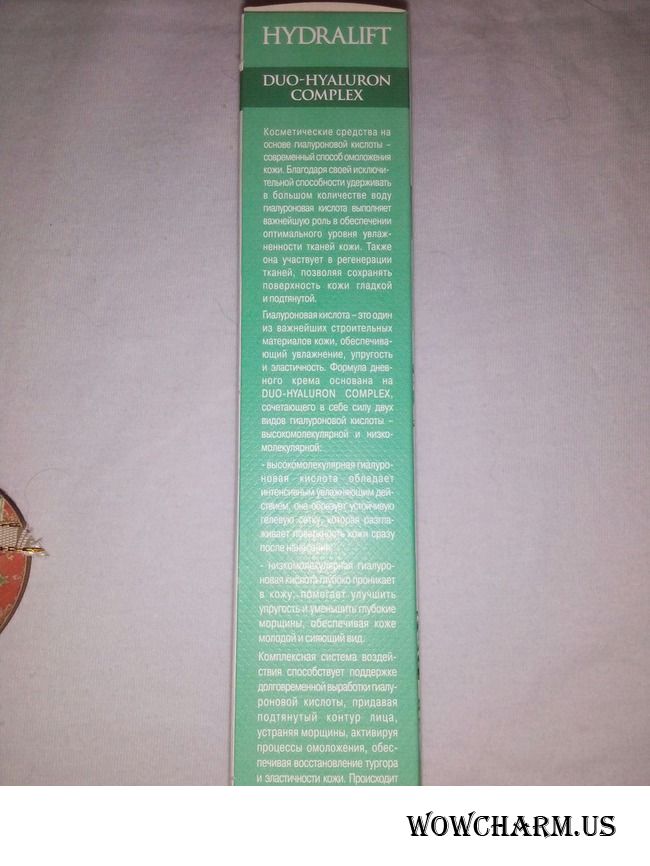 HYDRALIFT
DUO-HYALURON
COMPLEX
Косметические средства на
основе гиалуроновой кислоты –
современный способ омоложения
кожи. Благодаря своей исключи-
тельной способности удерживать
в большом количестве воду
гиалуроновая кислота выполняет
важнейшую роль в обеспечении
оптимального уровня увлаж-
ненности тканей кожи. Также
она участвует в регенерации
тканей, позволяя сохранять
поверхность кожи гладкой
и подтянутой.
Гиалуроновая кислота – это один
из важнейших строительных
материалов кожи, обеспечива-
ющий увлажнение, упругость
и эластичность. Формула днев-
ного крема основана на
DUO-HYALURON COMPLEX,
сочетающего в себе силу двух
видов гиалуроновой кислоты –
высокомолекулярной и низко-
молекулярной:
- высокомолекулярная гиалуро-
новая кислота обладает
интенсивным увлажняющим дей-
ствием, она образует устойчивую
гелевую сетку, которая разгла-
живает поверхность кожи сразу
после нанесения;
- низкомолекулярная гиалуро-
новая кислота глубоко проникает
в кожу, помогает улучшить
упругость и уменьшить глубокие
морщины, обеспечивая коже
молодой и сияющий вид.
Комплексная система воздей-
ствия способствует поддержке
долговременной выработки гиалу-
роновой кислоты, придавая
подтянутый контур лица,
устраняя морщины, активируя
процессы омоложения, обес-
печивая восстановление тургора
и эластичности кожи. Происходит
WOWCHARM.US